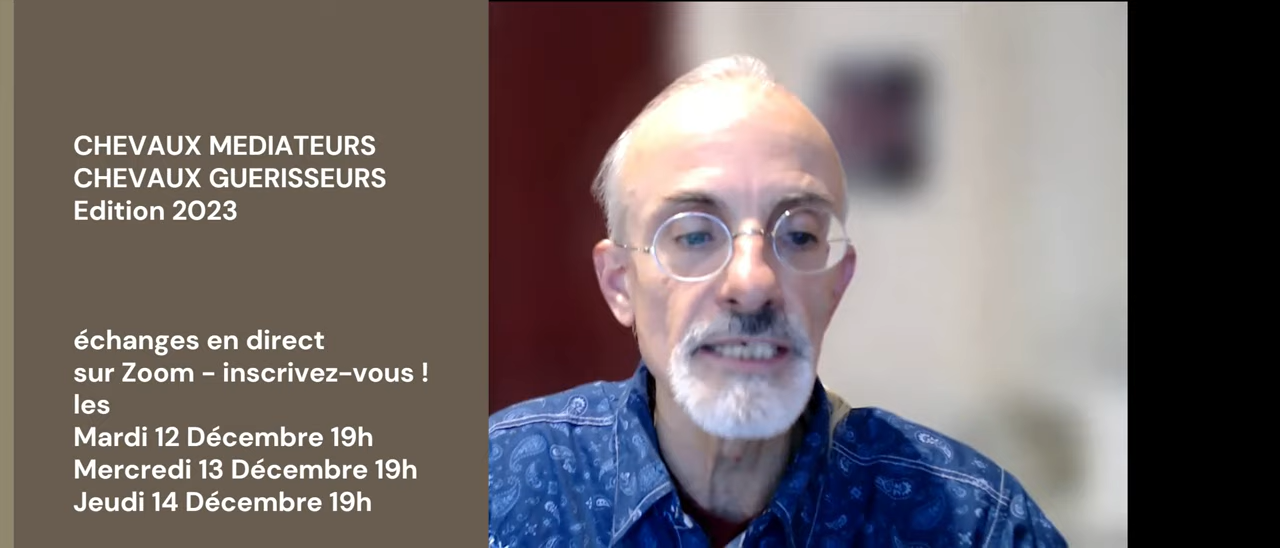 CHEVAUX MEDIATEURS
CHEVAUX GUERISSEURS
Edition 2023
échanges en direct
sur Zoom - inscrivez-vous !
les
Mardi 12 Décembre 19h
Mercredi 13 Décembre 19h
Jeudi 14 Décembre 19h